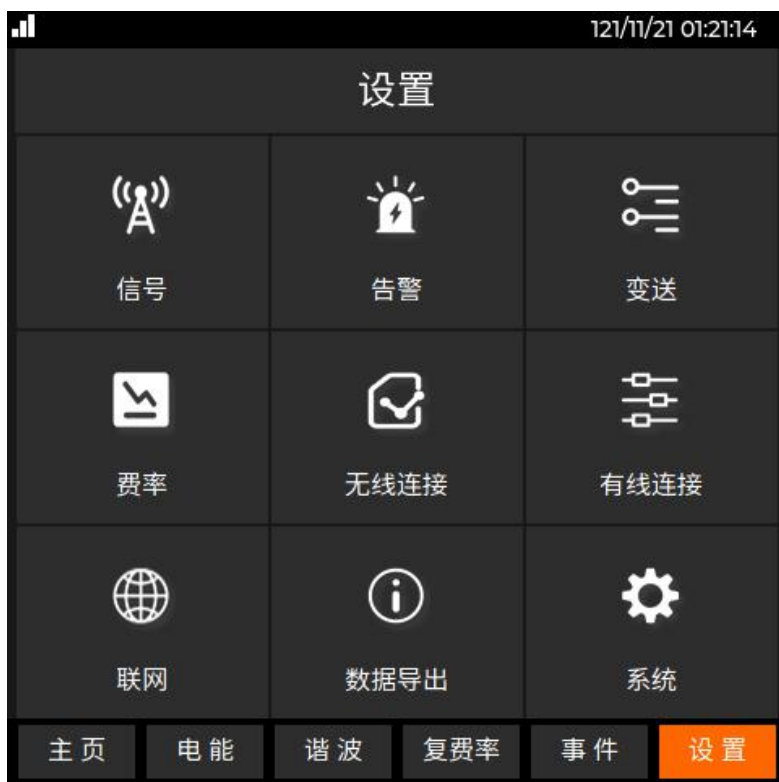 121/11/21 01:21:14
设置
信号 告警 变送
费率 无线连接 有线连接
联网 数据导出 系统
主页 电能 谐波 复费率 事件 设置